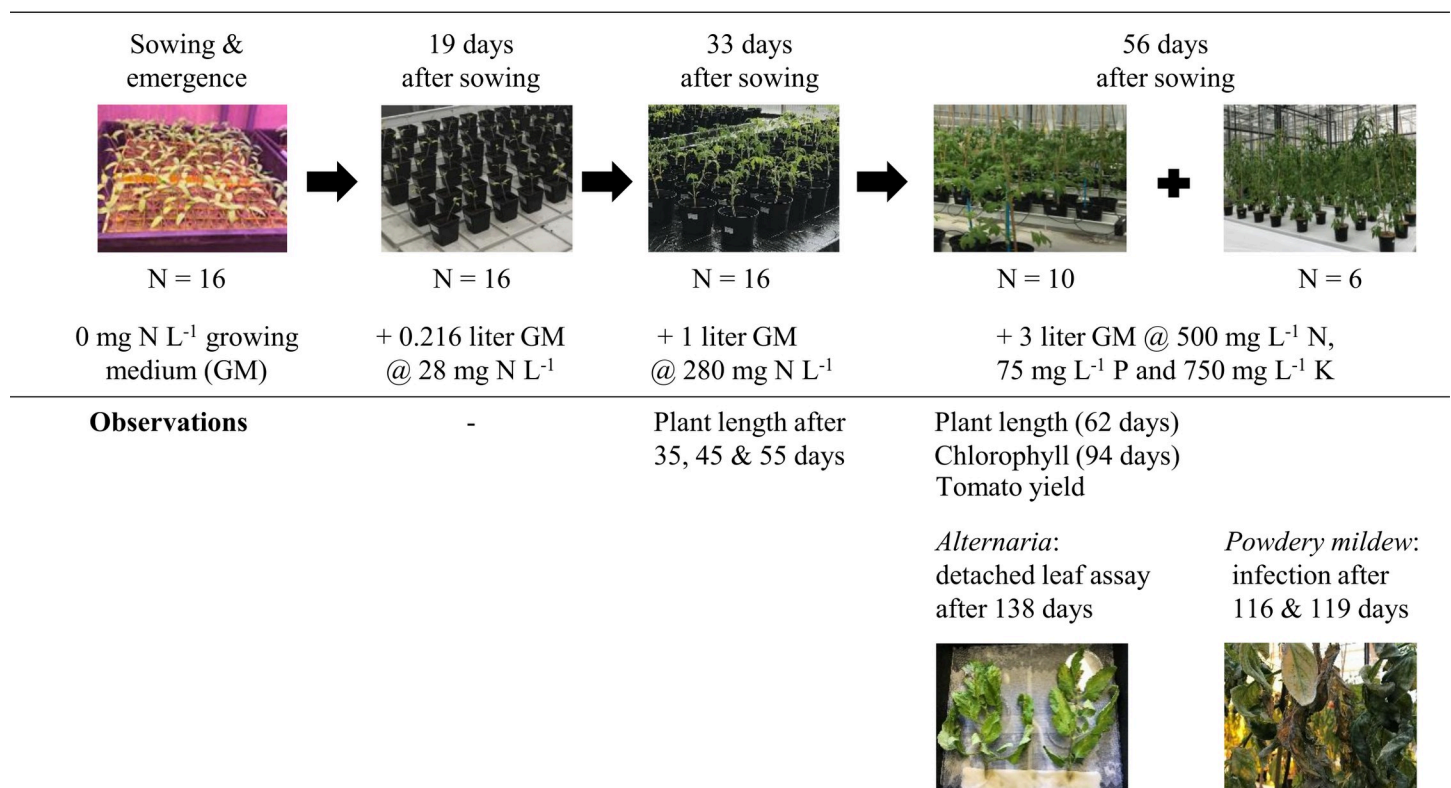 Sowing &
emergence
19 days
after sowing
33 days
after sowing
56 days
after sowing
N = 16
N = 16
N = 16
N = 10
N = 6
0 mg N L⁻¹ growing
medium (GM)
+ 0.216 liter GM
@ 28 mg N L⁻¹
+ 1 liter GM
@ 280 mg N L⁻¹
+ 3 liter GM @ 500 mg L⁻¹ N,
75 mg L⁻¹ P and 750 mg L⁻¹ K
Observations
-
Plant length after
35, 45 & 55 days
Plant length (62 days)
Chlorophyll (94 days)
Tomato yield
Alternaria:
detached leaf assay
after 138 days
Powdery mildew:
infection after
116 & 119 days